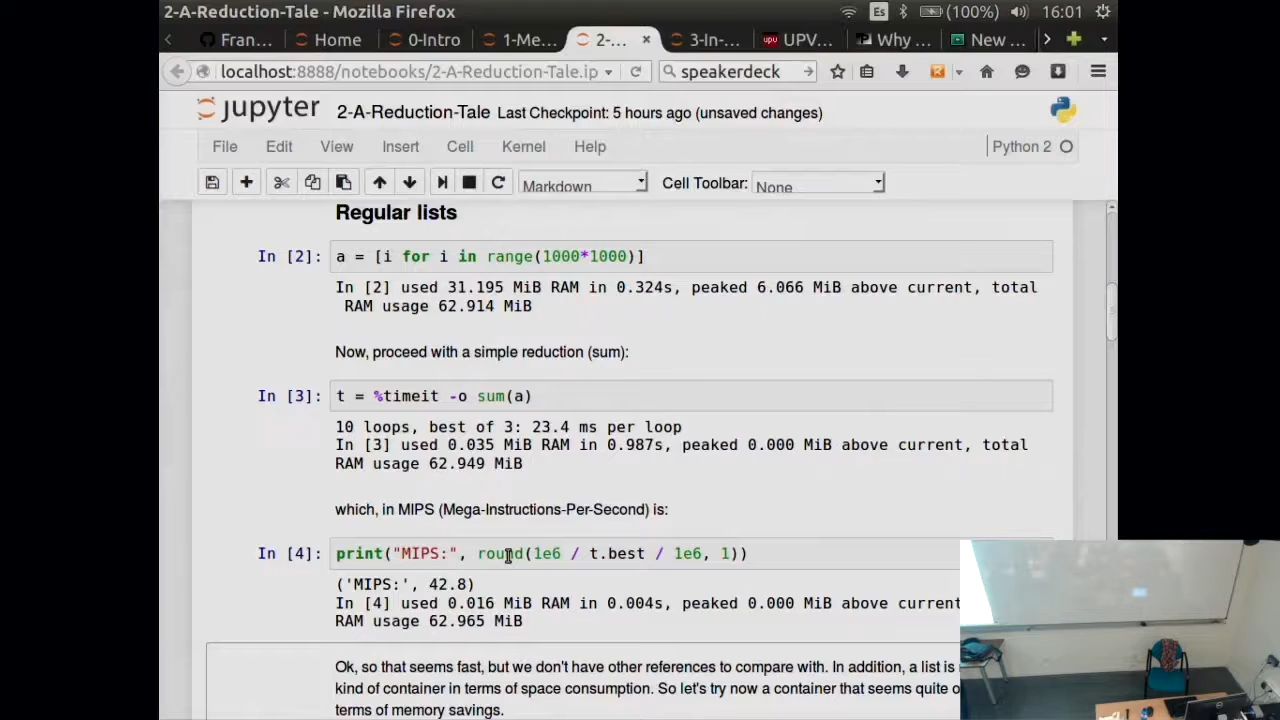 2-A-Reduction-Tale - Mozilla Firefox
Es (100%) 16:01
Fran... Home 0-Intro 1-Me... 2-... × 3-In-... upv UPV... Why ... New ...
localhost:8888/notebooks/2-A-Reduction-Tale.ip speakerdeck
jupyter 2-A-Reduction-Tale Last Checkpoint: 5 hours ago (unsaved changes)
File Edit View Insert Cell Kernel Help Python 2
Markdown Cell Toolbar: None
Regular lists
In [2]: a = [i for i in range(1000*1000)]
In [2] used 31.195 MiB RAM in 0.324s, peaked 6.066 MiB above current, total
RAM usage 62.914 MiB
Now, proceed with a simple reduction (sum):
In [3]: t = %timeit -o sum(a)
10 loops, best of 3: 23.4 ms per loop
In [3] used 0.035 MiB RAM in 0.987s, peaked 0.000 MiB above current, total
RAM usage 62.949 MiB
which, in MIPS (Mega-Instructions-Per-Second) is:
In [4]: print("MIPS:", round(1e6 / t.best / 1e6, 1))
('MIPS:', 42.8)
In [4] used 0.016 MiB RAM in 0.004s, peaked 0.000 MiB above current
RAM usage 62.965 MiB
Ok, so that seems fast, but we don't have other references to compare with. In addition, a list is
kind of container in terms of space consumption. So let's try now a container that seems quite o
terms of memory savings.